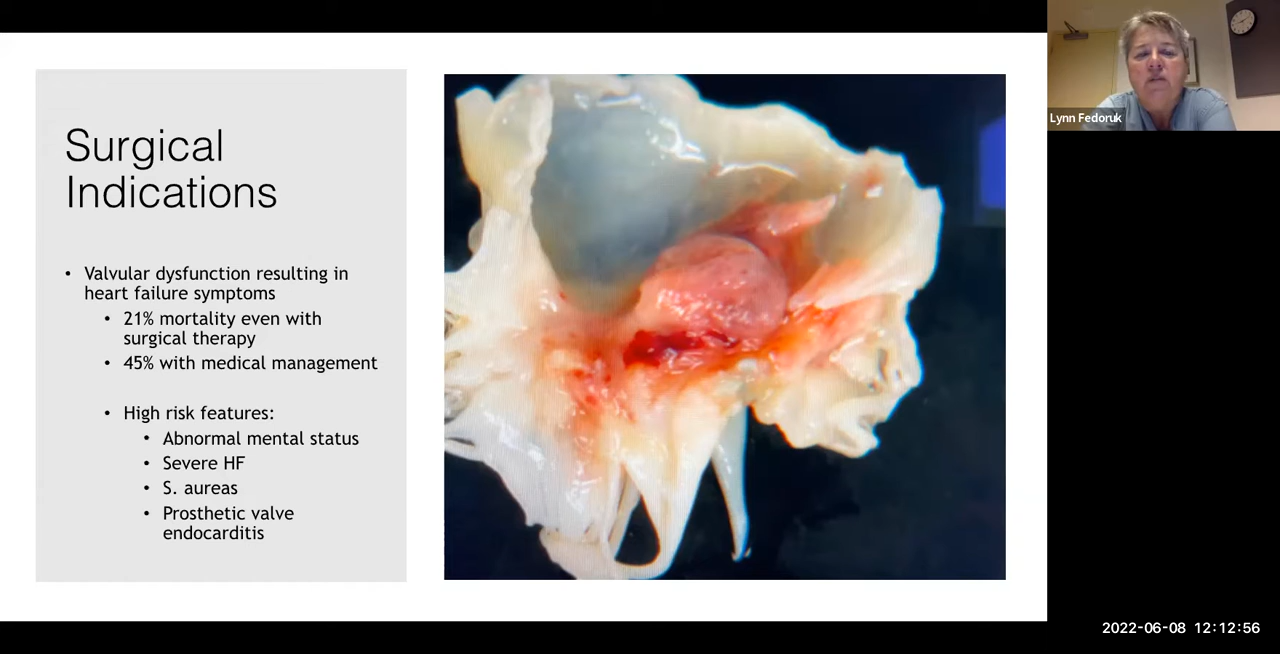 Surgical
Indications
• Valvular dysfunction resulting in
heart failure symptoms
• 21% mortality even with
surgical therapy
• 45% with medical management
• High risk features:
• Abnormal mental status
• Severe HF
• S. aureas
• Prosthetic valve
endocarditis
Lynn Fedoruk
2022-06-08 12:12:56